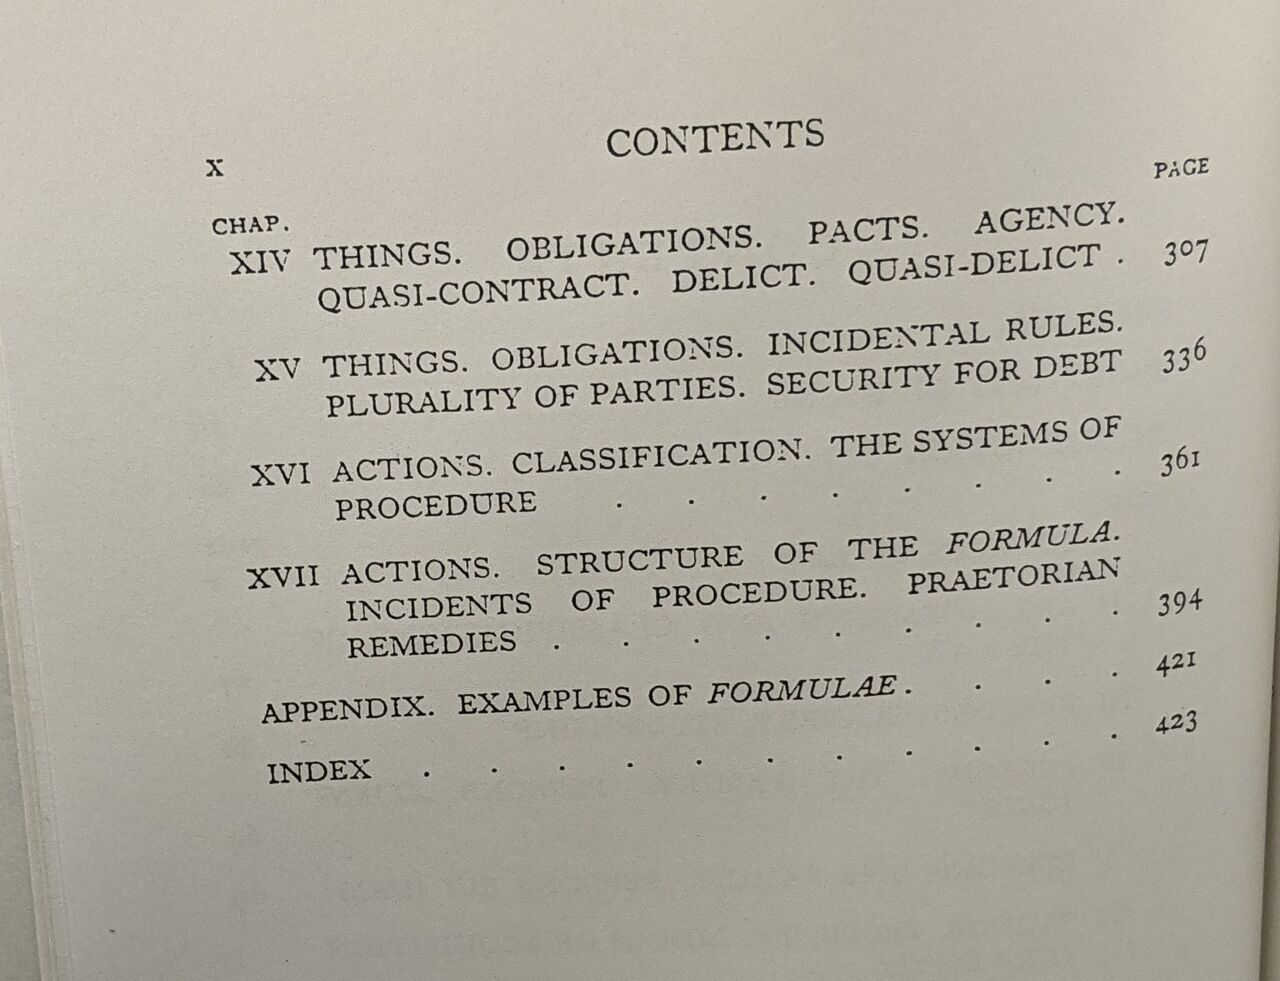 X CONTENTS
CHAP. PAGE
XIV THINGS. OBLIGATIONS. PACTS. AGENCY.
QUASI-CONTRACT. DELICT. QUASI-DELICT . 307
XV THINGS. OBLIGATIONS. INCIDENTAL RULES.
PLURALITY OF PARTIES. SECURITY FOR DEBT 336
XVI ACTIONS. CLASSIFICATION. THE SYSTEMS OF
PROCEDURE . . . . . . . . 361
XVII ACTIONS. STRUCTURE OF THE FORMULA.
INCIDENTS OF PROCEDURE. PRAETORIAN
REMEDIES . . . . . . . . . 394
APPENDIX. EXAMPLES OF FORMULAE . . . . 421
INDEX . . . . . . . . . . . 423